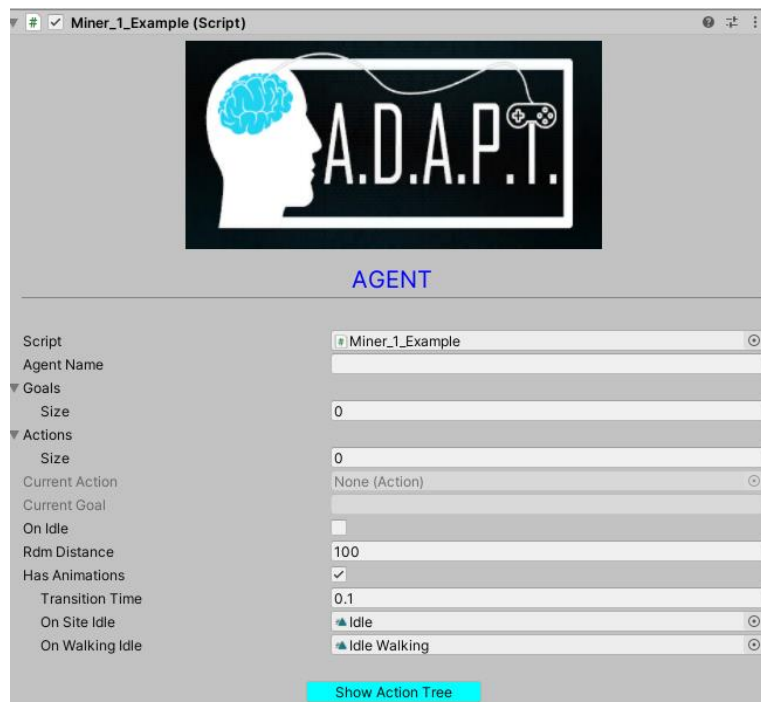 Miner_1_Example (Script)
A.D.A.P.T.
AGENT
Script Miner_1_Example
Agent Name
Goals
Size 0
Actions
Size 0
Current Action None (Action)
Current Goal
On Idle
Rdm Distance 100
Has Animations
Transition Time 0.1
On Site Idle Idle
On Walking Idle Idle Walking
Show Action Tree